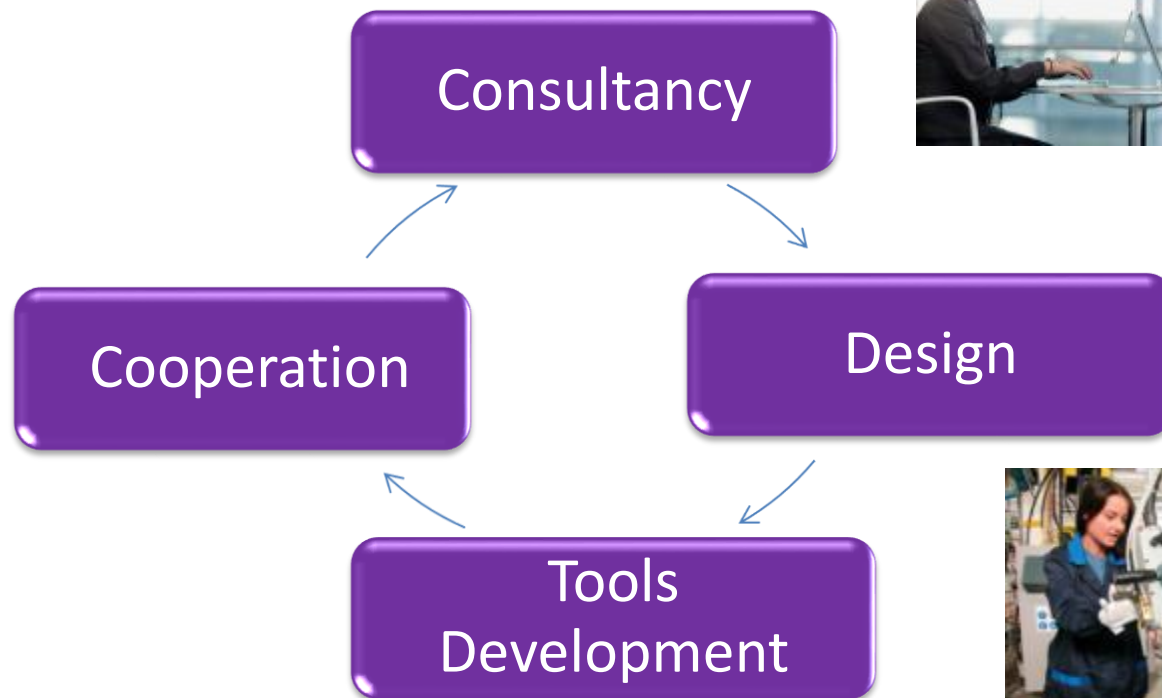 Consultancy
Cooperation
Design
Tools
Development